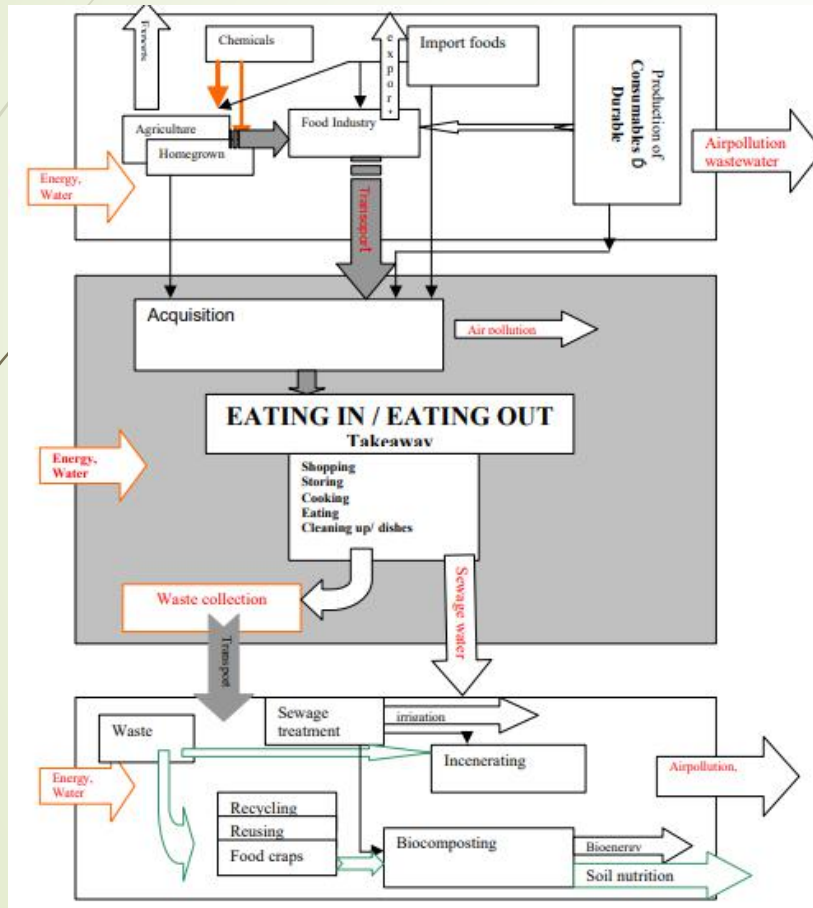 Exports
Chemicals
export
Import foods
Production of
Consumables &
Durable
Agriculture
Homegrown
Food Industry
Airpollution
wastewater
Energy,
Water
Transport
Acquisition
Air pollution
EATING IN / EATING OUT
Takeaway
Energy,
Water
Shopping
Storing
Cooking
Eating
Cleaning up/ dishes
Waste collection
Sewage water
Transport
Sewage
treatment
irrigation
Waste
Incenerating
Airpollution,
Energy,
Water
Recycling
Reusing
Food craps
Biocomposting
Bioenergy
Soil nutrition